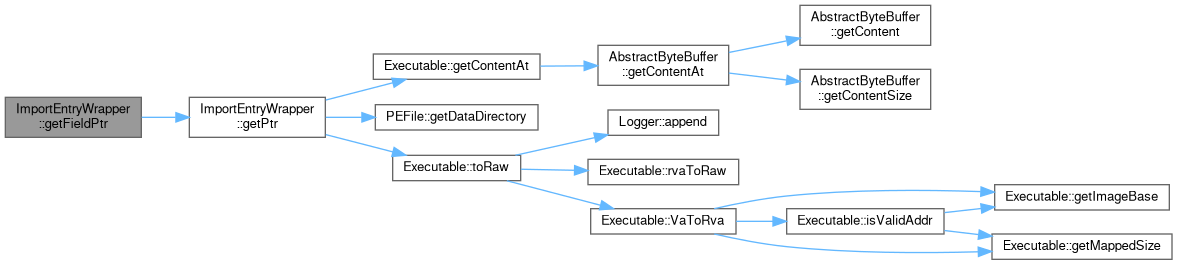 ImportEntryWrapper
::getFieldPtr
ImportEntryWrapper
::getPtr
Executable::getContentAt
AbstractByteBuffer
::getContentAt
AbstractByteBuffer
::getContent
AbstractByteBuffer
::getContentSize
PEFile::getDataDirectory
Executable::toRaw
Logger::append
Executable::rvaToRaw
Executable::VaToRva
Executable::isValidAddr
Executable::getImageBase
Executable::getMappedSize